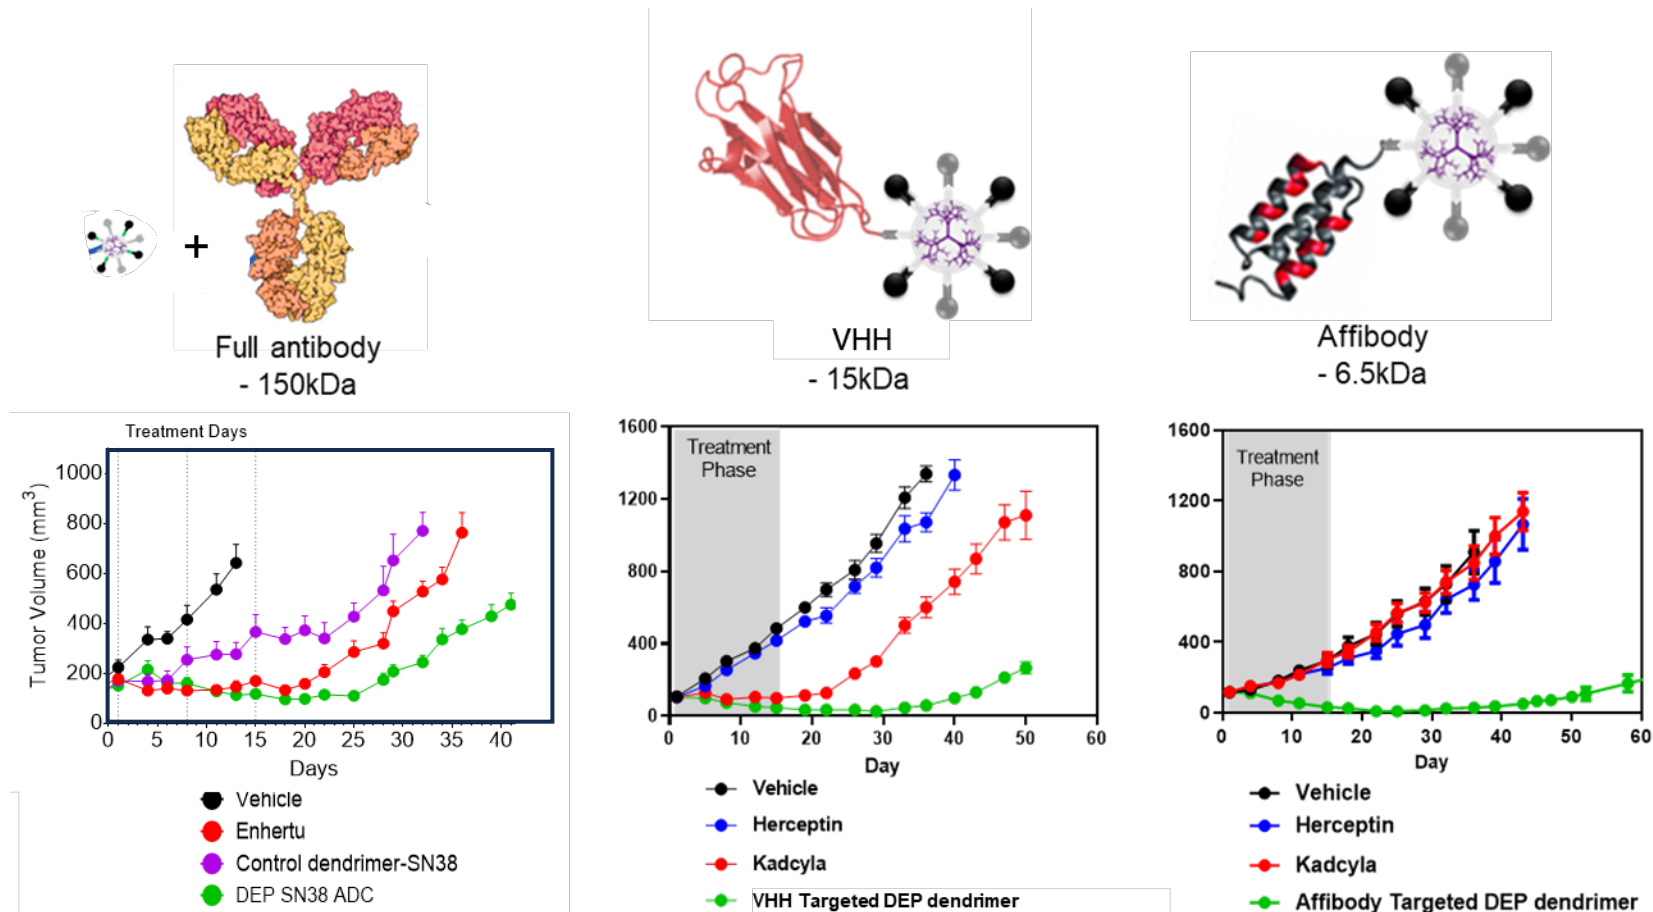 +
Full antibody
- 150kDa
VHH
- 15kDa
Affibody
- 6.5kDa
Treatment Days
Tumor Volume (mm³)
1000
800
600
400
200
0
0 5 10 15 20 25 30 35 40
Days
Vehicle
Enhertu
Control dendrimer-SN38
DEP SN38 ADC
1600
1200
800
400
0
Treatment
Phase
0 10 20 30 40 50 60
Day
Vehicle
Herceptin
Kadcyla
VHH Targeted DEP dendrimer
1600
1200
800
400
0
Treatment
Phase
0 10 20 30 40 50 60
Day
Vehicle
Herceptin
Kadcyla
Affibody Targeted DEP dendrimer